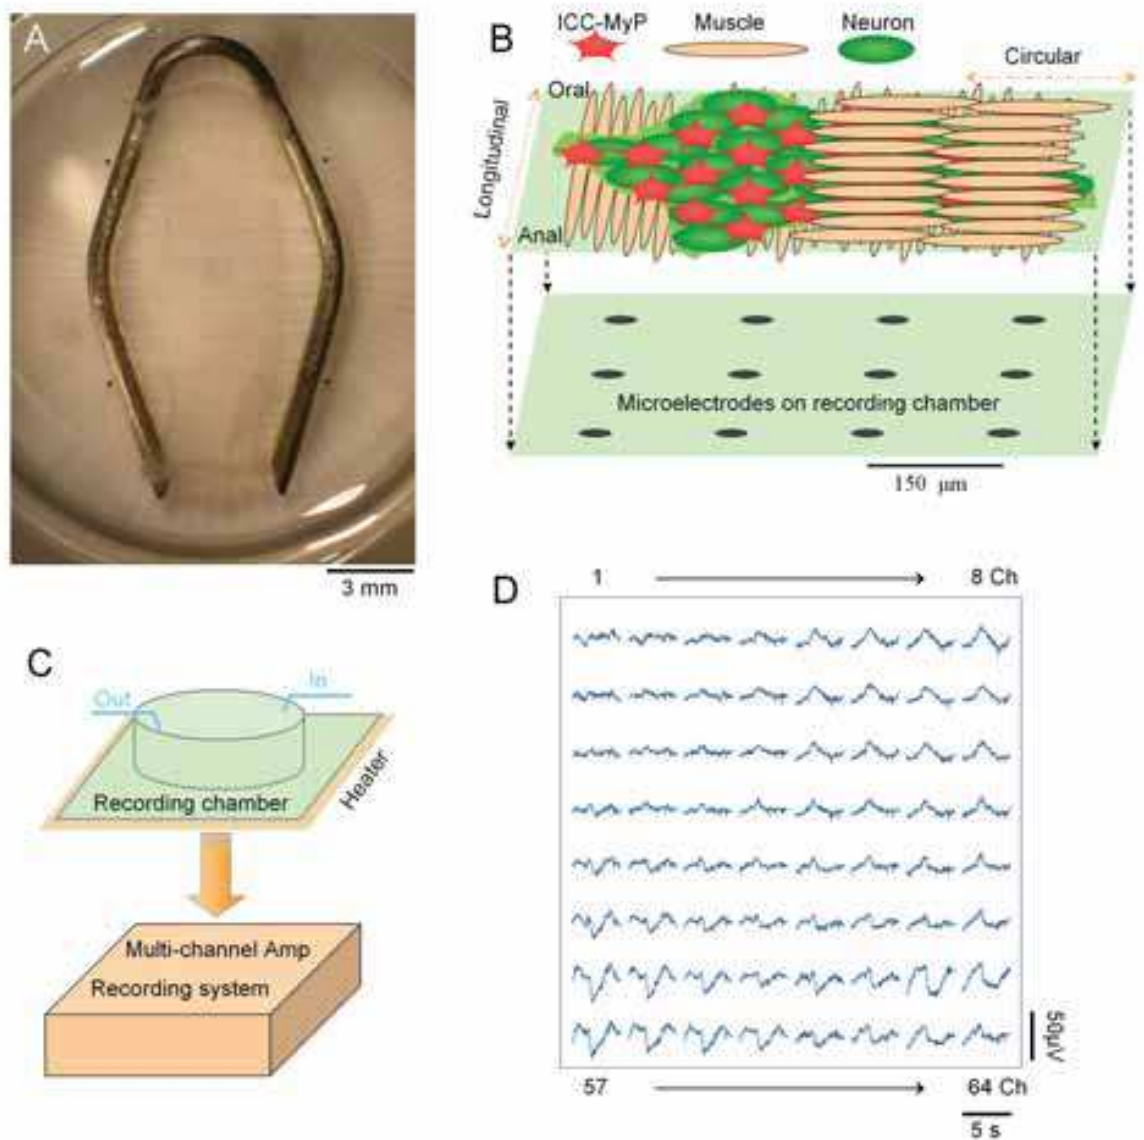 A
3 mm
B
ICC-MyP
Muscle
Neuron
Circular
Oral
Longitudinal
Anal
Microelectrodes on recording chamber
150 µm
C
Out
In
Recording chamber
Heater
Multi-channel Amp
Recording system
D
1
8 Ch
50µV
57
64 Ch
5 s